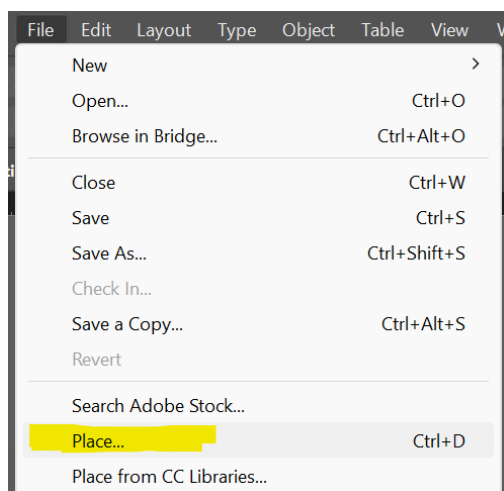 File Edit Layout Type Object Table View
New
Open... Ctrl+O
Browse in Bridge... Ctrl+Alt+O
Close Ctrl+W
Save Ctrl+S
Save As... Ctrl+Shift+S
Check In...
Save a Copy... Ctrl+Alt+S
Revert
Search Adobe Stock...
Place... Ctrl+D
Place from CC Libraries...